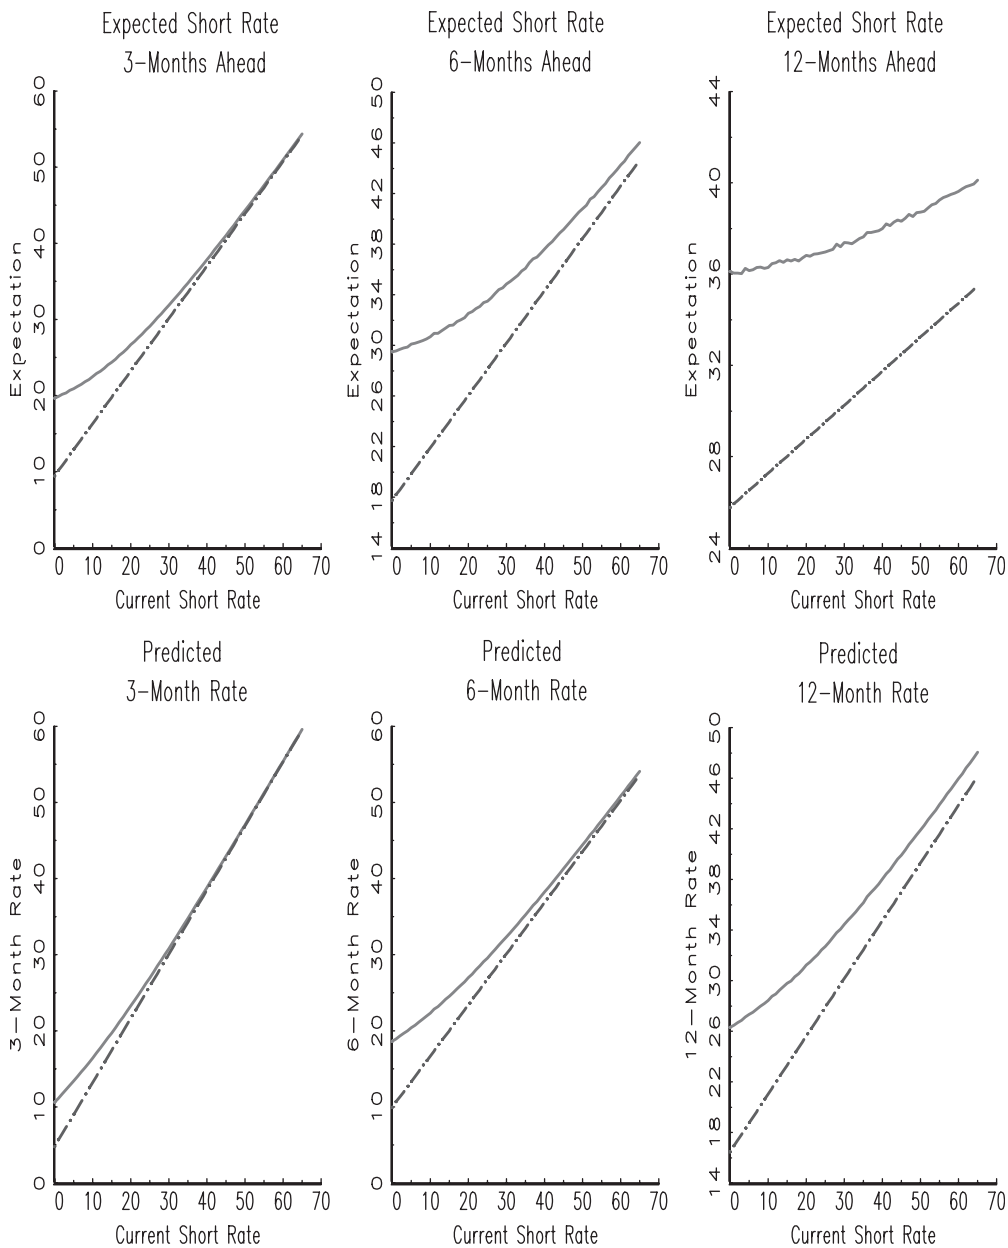 Expected Short Rate
3-Months Ahead
Expectation
60
50
40
30
20
10
0
0 10 20 30 40 50 60 70
Current Short Rate
Expected Short Rate
6-Months Ahead
Expectation
50
46
42
38
34
30
26
22
18
14
0 10 20 30 40 50 60 70
Current Short Rate
Expected Short Rate
12-Months Ahead
Expectation
44
40
36
32
28
24
0 10 20 30 40 50 60 70
Current Short Rate
Predicted
3-Month Rate
3-Month Rate
60
50
40
30
20
10
0
0 10 20 30 40 50 60 70
Current Short Rate
Predicted
6-Month Rate
6-Month Rate
60
50
40
30
20
10
0
0 10 20 30 40 50 60 70
Current Short Rate
Predicted
12-Month Rate
12-Month Rate
50
46
42
38
34
30
26
22
18
14
0 10 20 30 40 50 60 70
Current Short Rate